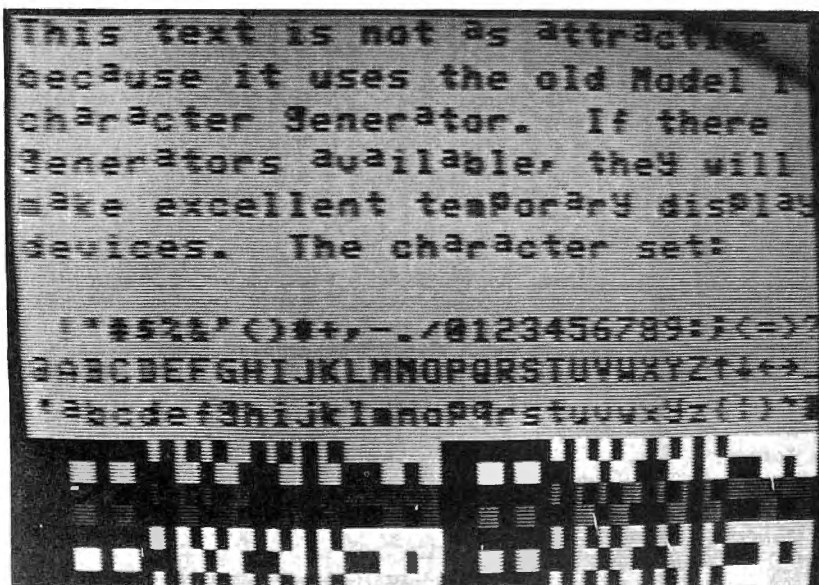 This text is not as attractive
because it uses the old Model I
character generator. If there
generators available, they will
make excellent temporary display
devices. The character set:
!"#$%&'()*+,-./0123456789:;<=>?
@ABCDEFGHIJKLMNOPQRSTUVWXYZ↑↓←→_
abcdefghijklmnopqrstuvwxyz